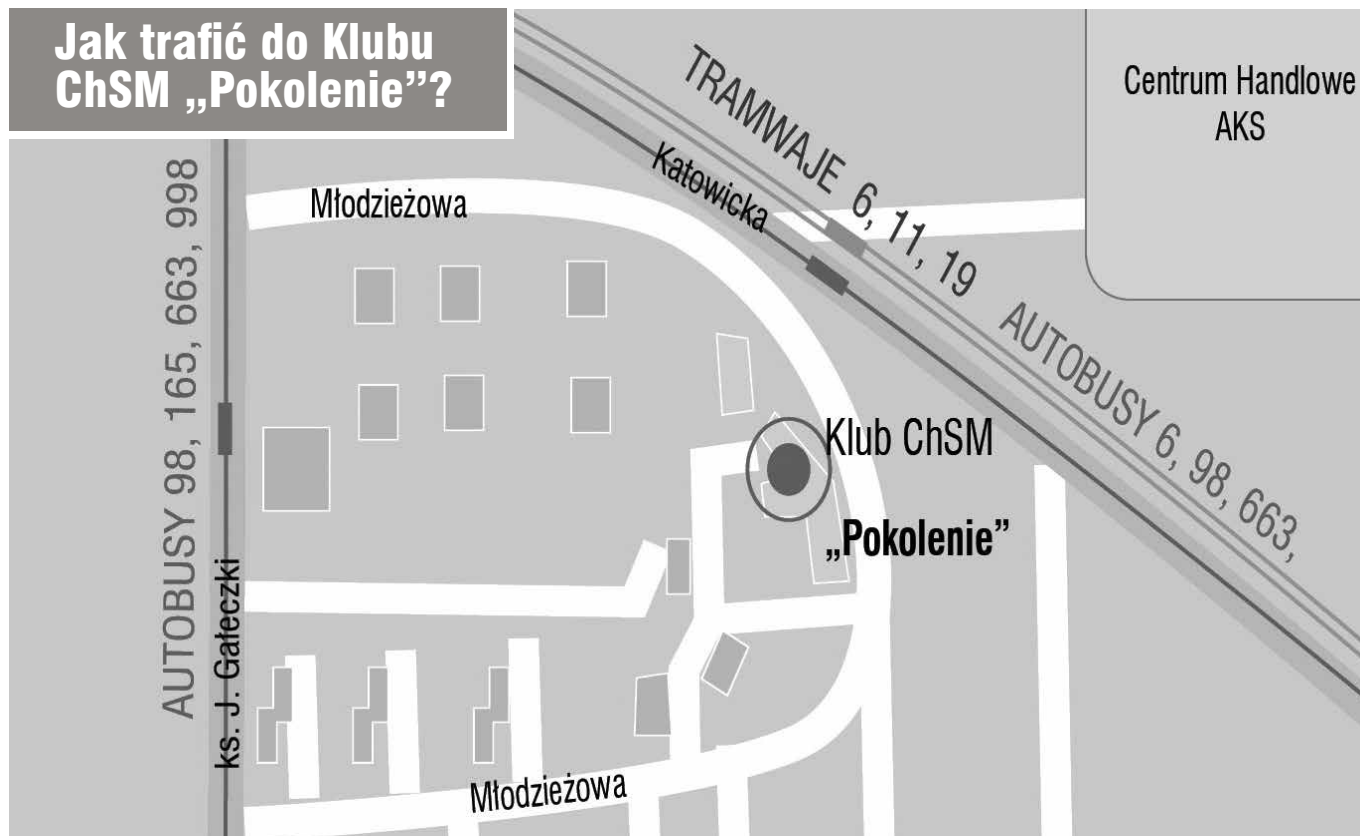 Jak trafić do Klubu
ChSM „Pokolenie”?
Centrum Handlowe
AKS
TRAMWAJE 6, 11, 19
Katowicka
Młodzieżowa
AUTOBUSY 98, 165, 663, 998
AUTOBUSY 6, 98, 663,
Klub ChSM
„Pokolenie”
ks. J. Gałeczki
Młodzieżowa